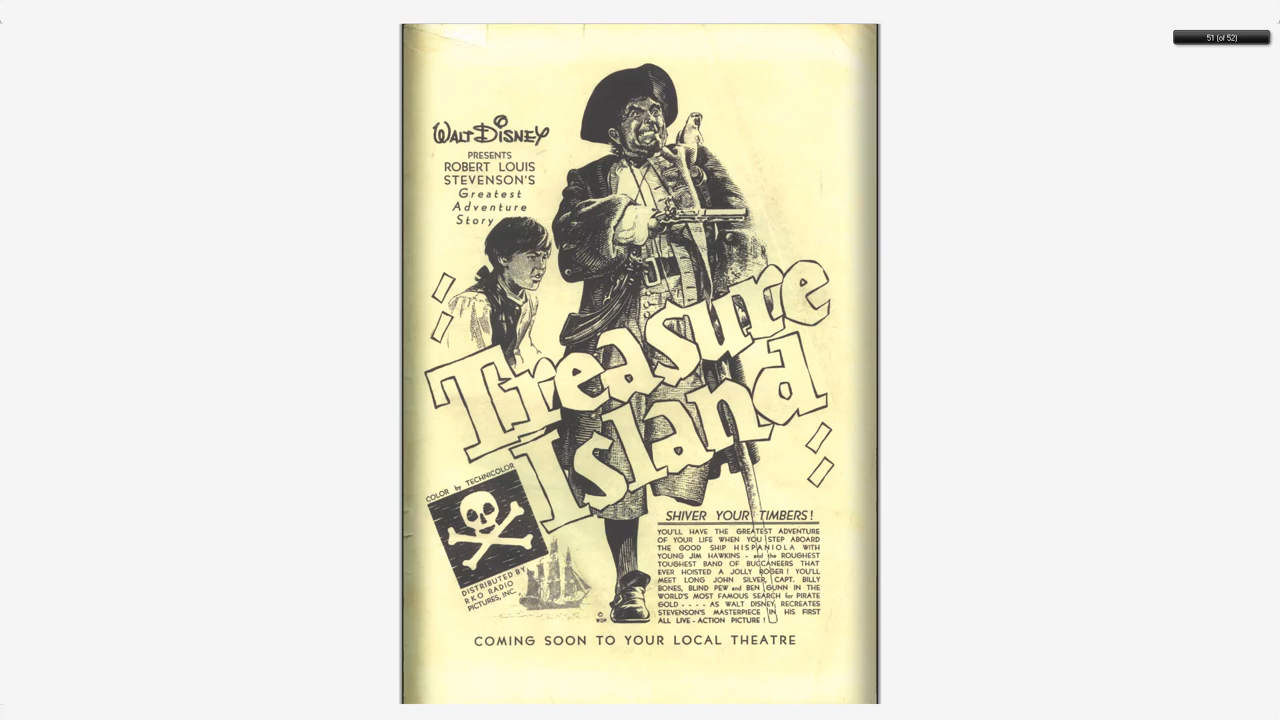 51 (of 52)
WALT DISNEY
PRESENTS
ROBERT LOUIS
STEVENSON'S
Greatest
Adventure
Story
Treasure
Island
COLOR by TECHNICOLOR
DISTRIBUTED BY
RKO RADIO
PICTURES, INC.
© WDP
SHIVER YOUR TIMBERS!
YOU'LL HAVE THE GREATEST ADVENTURE
OF YOUR LIFE WHEN YOU STEP ABOARD
THE GOOD SHIP HISPANIOLA WITH
YOUNG JIM HAWKINS - and the ROUGHEST
TOUGHEST BAND OF BUCCANEERS THAT
EVER HOISTED A JOLLY ROGER! YOU'LL
MEET LONG JOHN SILVER, CAPT. BILLY
BONES, BLIND PEW and BEN GUNN IN THE
WORLD'S MOST FAMOUS SEARCH for PIRATE
GOLD - - - - AS WALT DISNEY RECREATES
STEVENSON'S MASTERPIECE IN HIS FIRST
ALL LIVE - ACTION PICTURE!
COMING SOON TO YOUR LOCAL THEATRE